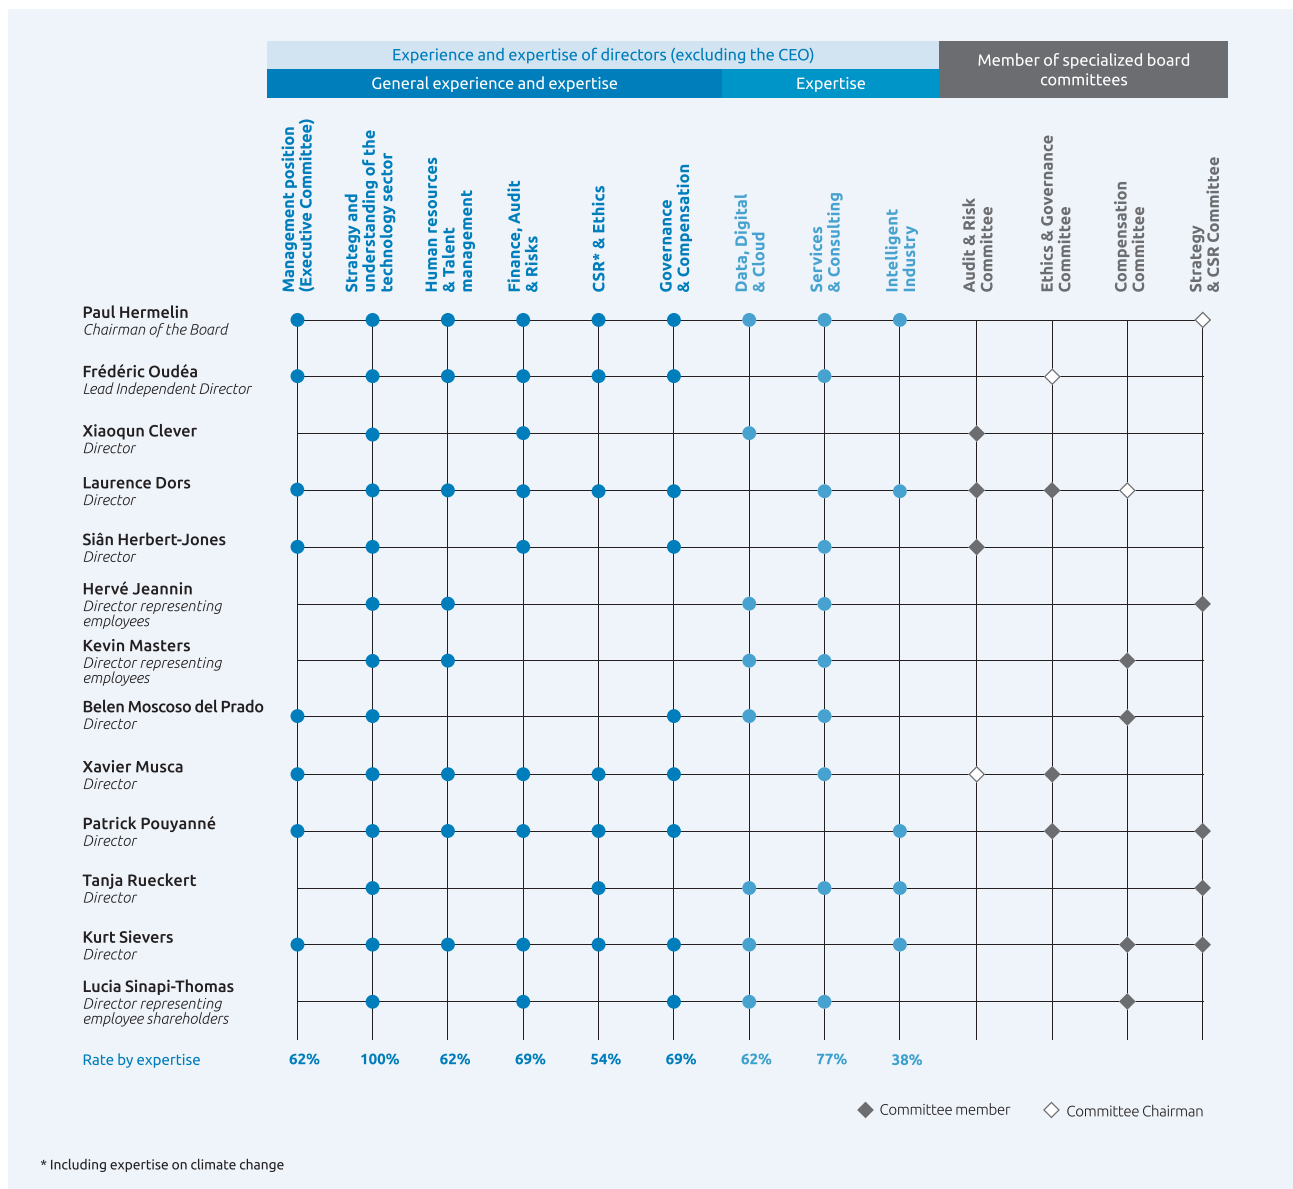 Experience and expertise of directors (excluding the CEO)
Member of specialized board
committees
General experience and expertise
Expertise
Management position
(Executive Committee)
Strategy and
understanding of the
technology sector
Human resources
& Talent
management
Finance, Audit
& Risks
CSR* & Ethics
Governance
& Compensation
Data, Digital
& Cloud
Services
& Consulting
Intelligent
Industry
Audit & Risk
Committee
Ethics & Governance
Committee
Compensation
Committee
Strategy
& CSR Committee
Paul Hermelin
Chairman of the Board
Frédéric Oudéa
Lead Independent Director
Xiaoqun Clever
Director
Laurence Dors
Director
Siân Herbert-Jones
Director
Hervé Jeannin
Director representing
employees
Kevin Masters
Director representing
employees
Belen Moscoso del Prado
Director
Xavier Musca
Director
Patrick Pouyanné
Director
Tanja Rueckert
Director
Kurt Sievers
Director
Lucia Sinapi-Thomas
Director representing
employee shareholders
Rate by expertise 62% 100% 62% 69% 54% 69% 62% 77% 38%
Committee member Committee Chairman
* Including expertise on climate change